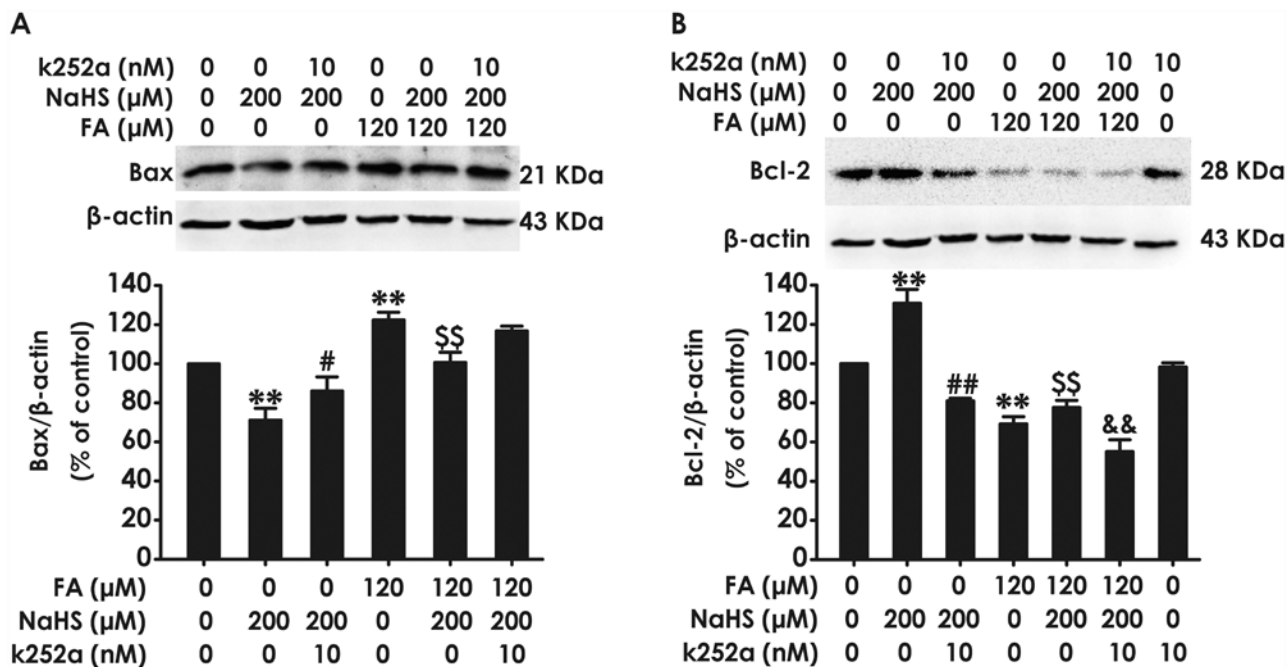 A
k252a (nM) 0 0 10 0 0 10
NaHS (μM) 0 200 200 0 200 200
FA (μM) 0 0 0 120 120 120
Bax 21 KDa
β-actin 43 KDa
Bax/β-actin
(% of control)
140
120
100
80
60
40
20
0
**
#
**
$$
FA (μM) 0 0 0 120 120 120
NaHS (μM) 0 200 200 0 200 200
k252a (nM) 0 0 10 0 0 10
B
k252a (nM) 0 0 10 0 0 10 10
NaHS (μM) 0 200 200 0 200 200 0
FA (μM) 0 0 0 120 120 120 0
Bcl-2 28 KDa
β-actin 43 KDa
Bcl-2/β-actin
(% of control)
140
120
100
80
60
40
20
0
**
##
**
$$
&&
FA (μM) 0 0 0 120 120 120 0
NaHS (μM) 0 200 200 0 200 200 0
k252a (nM) 0 0 10 0 0 10 10